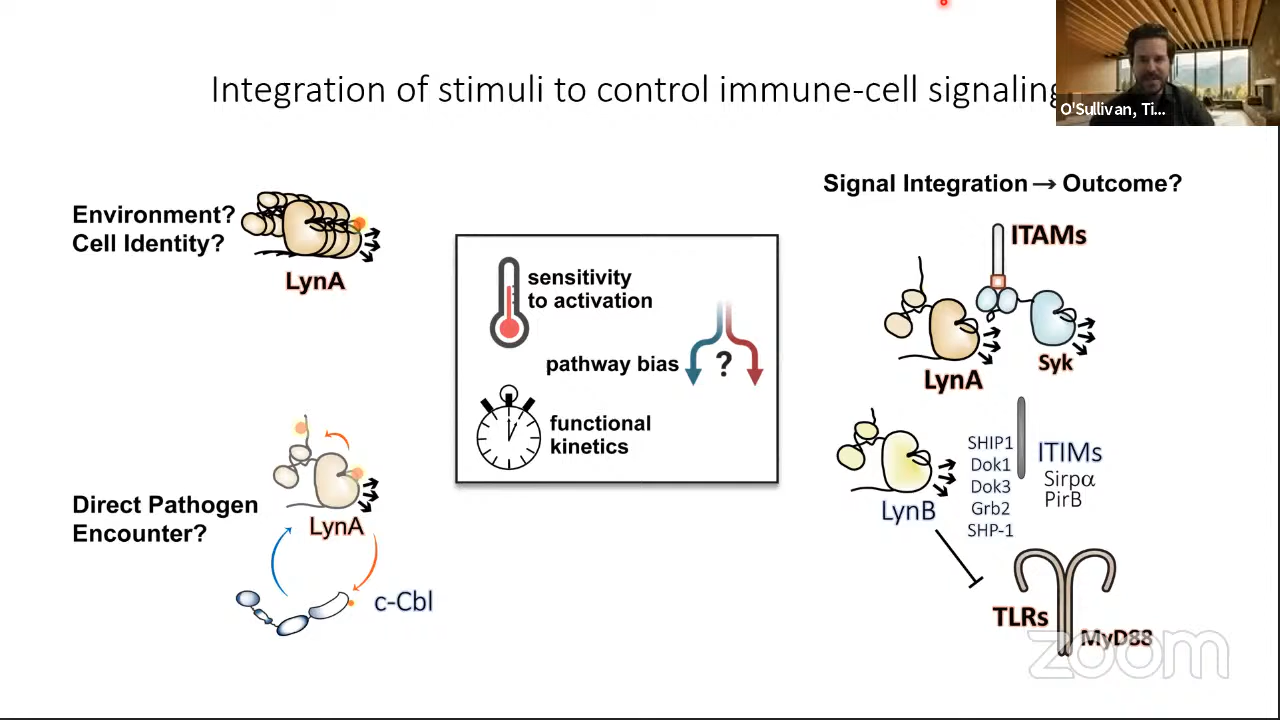 Integration of stimuli to control immune-cell signaling
O'Sullivan, Ti...
Environment?
Cell Identity?
LynA
Direct Pathogen
Encounter?
LynA
c-Cbl
sensitivity
to activation
pathway bias
?
functional
kinetics
Signal Integration → Outcome?
ITAMs
LynA
Syk
LynB
SHIP1
Dok1
Dok3
Grb2
SHP-1
ITIMs
Sirpα
PirB
TLRs
MyD88
zoom